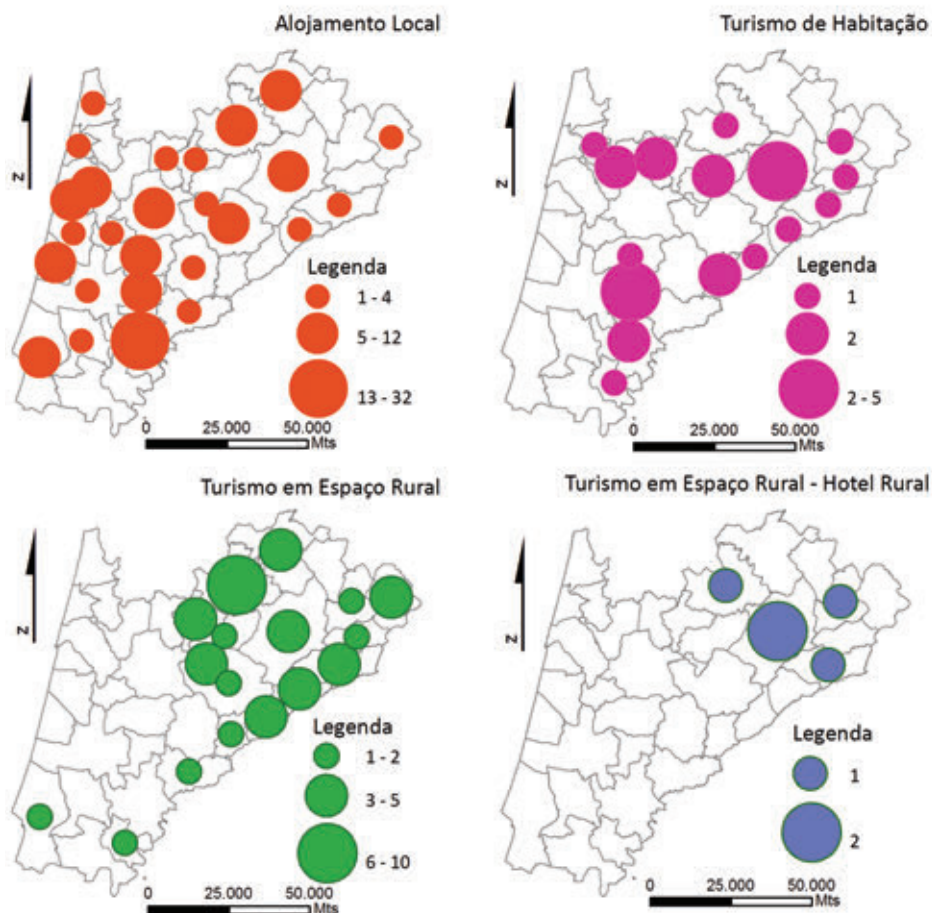 Alojamento Local
N
Legenda
1 - 4
5 - 12
13 - 32
0 25.000 50.000
Mts
Turismo de Habitação
N
Legenda
1
2
2 - 5
0 25.000 50.000
Mts
Turismo em Espaço Rural
N
Legenda
1 - 2
3 - 5
6 - 10
0 25.000 50.000
Mts
Turismo em Espaço Rural - Hotel Rural
N
Legenda
1
2
0 25.000 50.000
Mts